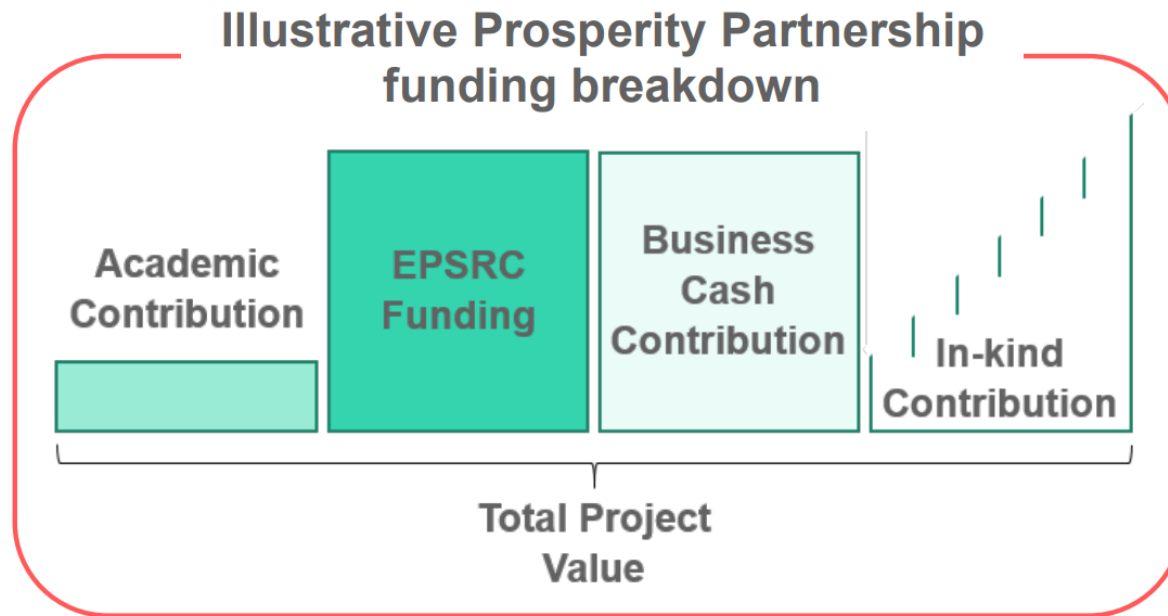 Illustrative Prosperity Partnership
funding breakdown
Academic
Contribution
EPSRC
Funding
Business
Cash
Contribution
In-kind
Contribution
Total Project
Value